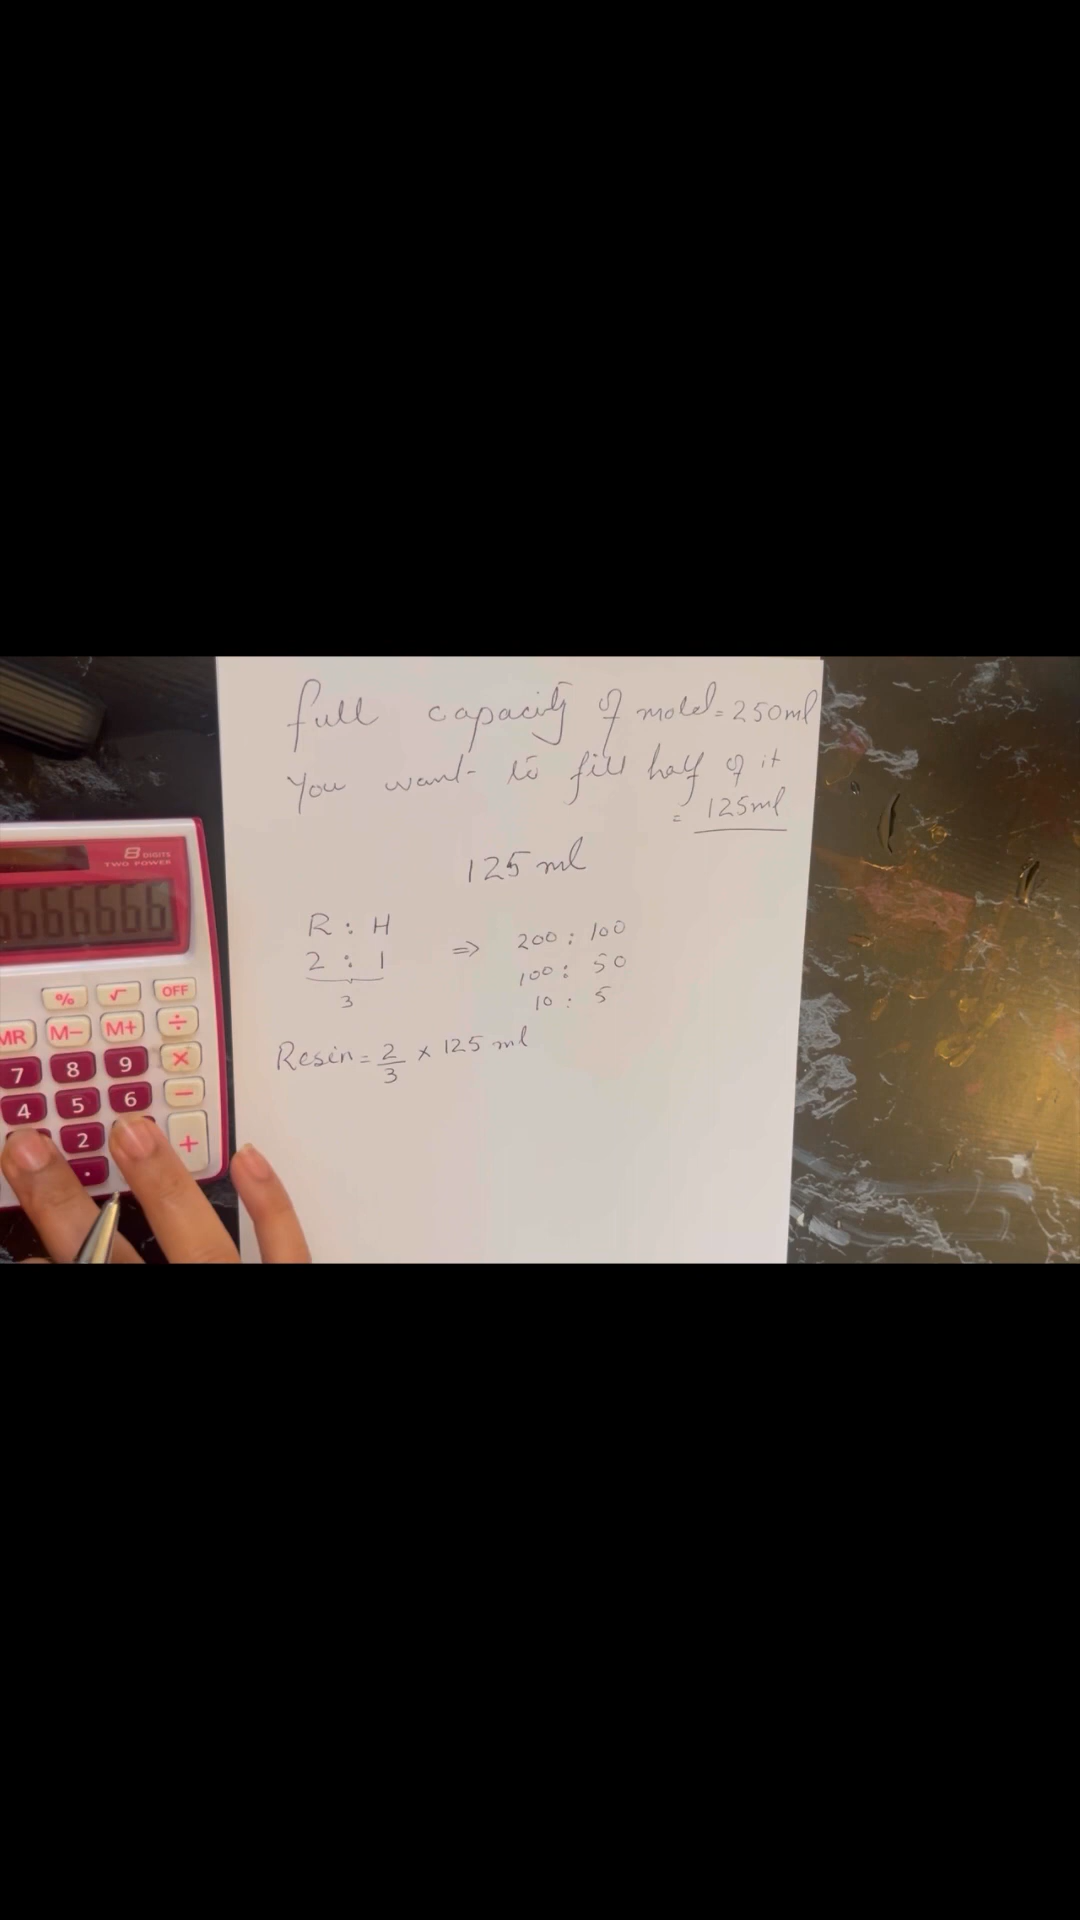 full capacity of mold = 250ml
You want to fill half of it
= 125ml
125 ml
R : H
2 : 1
3
⇒ 200 : 100
100 : 50
10 : 5
Resin = 2/3 × 125 ml
8 DIGITS
TWO POWER
666666
% √ OFF
MR M− M+ ÷
7 8 9 ×
4 5 6 −
2 +
.